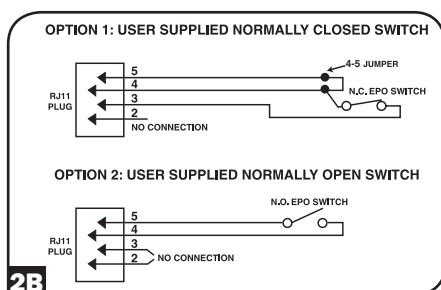 OPTION 1: USER SUPPLIED NORMALLY CLOSED SWITCH
4-5 JUMPER
5
4
N.C. EPO SWITCH
3
RJ11
PLUG
2
NO CONNECTION
OPTION 2: USER SUPPLIED NORMALLY OPEN SWITCH
N.O. EPO SWITCH
5
4
RJ11
PLUG
3
NO CONNECTION
2
2B